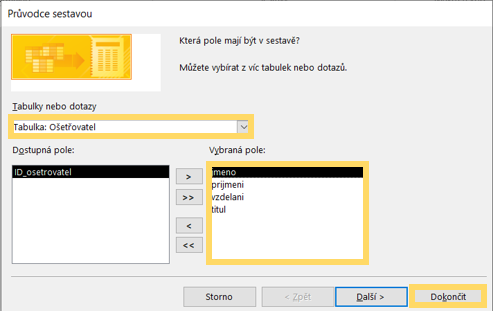 Průvodce sestavou
Která pole mají být v sestavě?
Můžete vybírat z víc tabulek nebo dotazů.
Tabulky nebo dotazy
Tabulka: Ošetřovatel
Dostupná pole:
Vybraná pole:
ID_osetrovatel
>
>>
<
<<
jmeno
prijmeni
vzdelani
titul
Storno
< Zpět
Další >
Dokončit